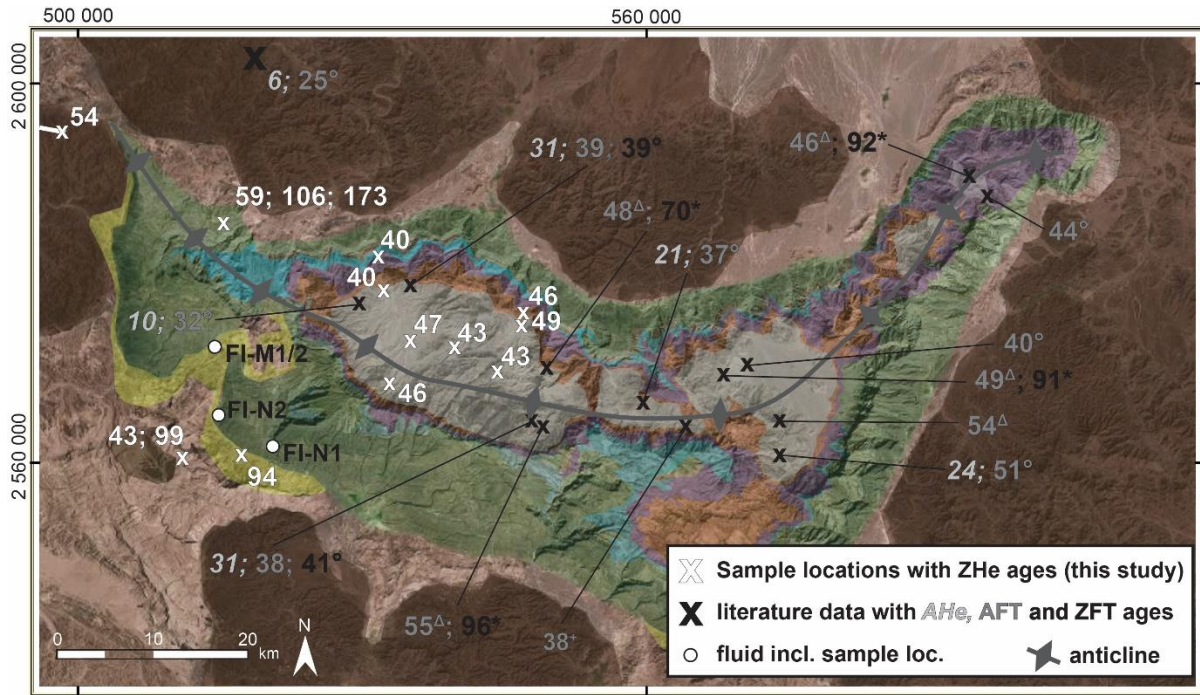 500 000
560 000
2 600 000
6; 25°
54
31; 39; 39°
46Δ; 92*
59; 106; 173
48Δ; 70*
44°
40
21; 37°
40
46
10; 32°
49
47
43
40°
FI-M1/2
43
49Δ; 91*
46
FI-N2
54Δ
43; 99
FI-N1
2 560 000
94
24; 51°
31; 38; 41°
55Δ; 96*
38+
X Sample locations with ZHe ages (this study)
X literature data with AHe, AFT and ZFT ages
fluid incl. sample loc.
anticline
0 10 20
km
N